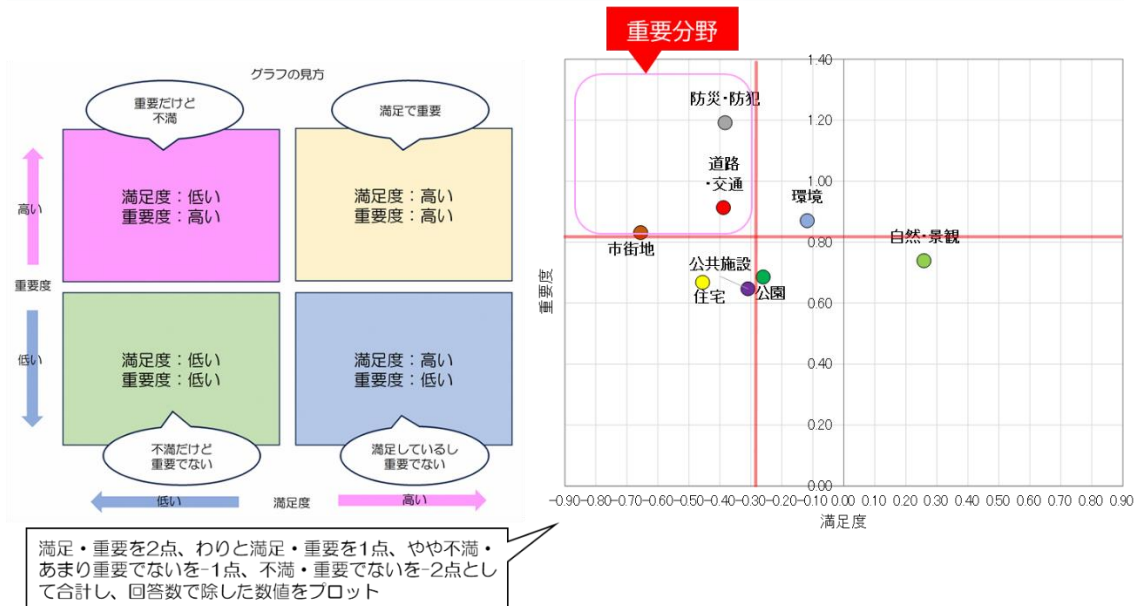 グラフの見方
重要だけど
不満
満足で重要
満足度：低い
重要度：高い
満足度：高い
重要度：高い
高い
重要度
低い
満足度：低い
重要度：低い
満足度：高い
重要度：低い
不満だけど
重要でない
満足しているし
重要でない
低い
満足度
高い
満足・重要を2点、わりと満足・重要を1点、やや不満・
あまり重要でないを-1点、不満・重要でないを-2点とし
て合計し、回答数で除した数値をプロット
重要分野
1.40
1.20
1.00
0.80
0.60
0.40
0.20
0.00
重要度
防災・防犯
道路
・交通
環境
市街地
自然・景観
公共施設
住宅
公園
-0.90 -0.80 -0.70 -0.60 -0.50 -0.40 -0.30 -0.20 -0.10 0.00 0.10 0.20 0.30 0.40 0.50 0.60 0.70 0.80 0.90
満足度